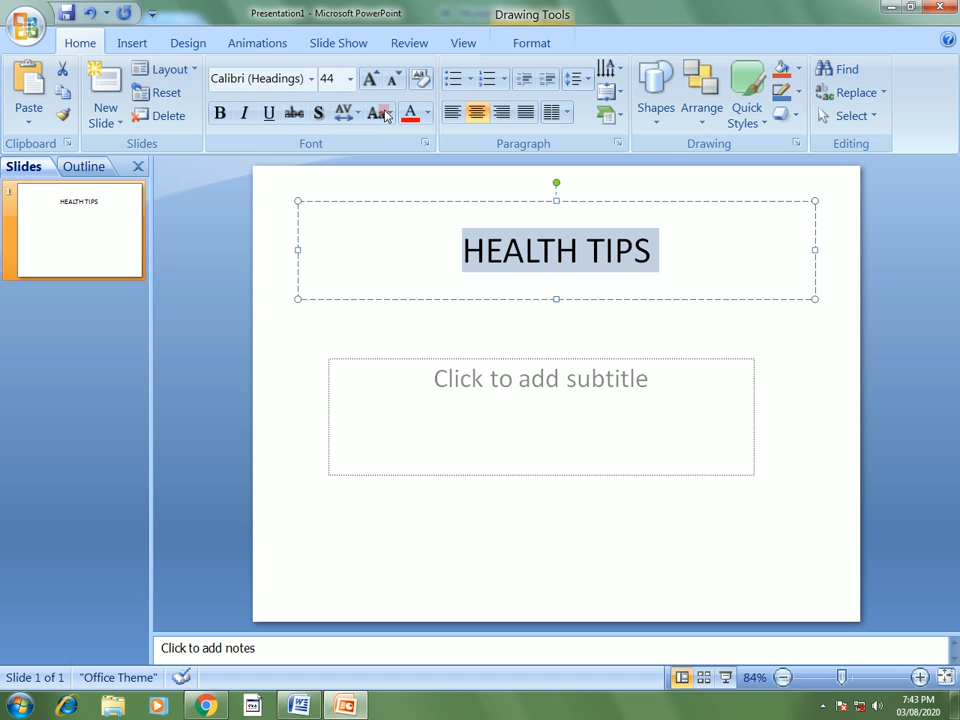 Presentation1 - Microsoft PowerPoint
Drawing Tools
Home Insert Design Animations Slide Show Review View Format
Paste
Clipboard
New Slide
Layout
Reset
Delete
Slides
Calibri (Headings) 44
B I U abc S AV Aa A
Font
Paragraph
Shapes
Arrange
Quick Styles
Drawing
Find
Replace
Select
Editing
Slides Outline
1
HEALTH TIPS
HEALTH TIPS
Click to add subtitle
Click to add notes
Slide 1 of 1 "Office Theme" 84%
7:43 PM
03/08/2020